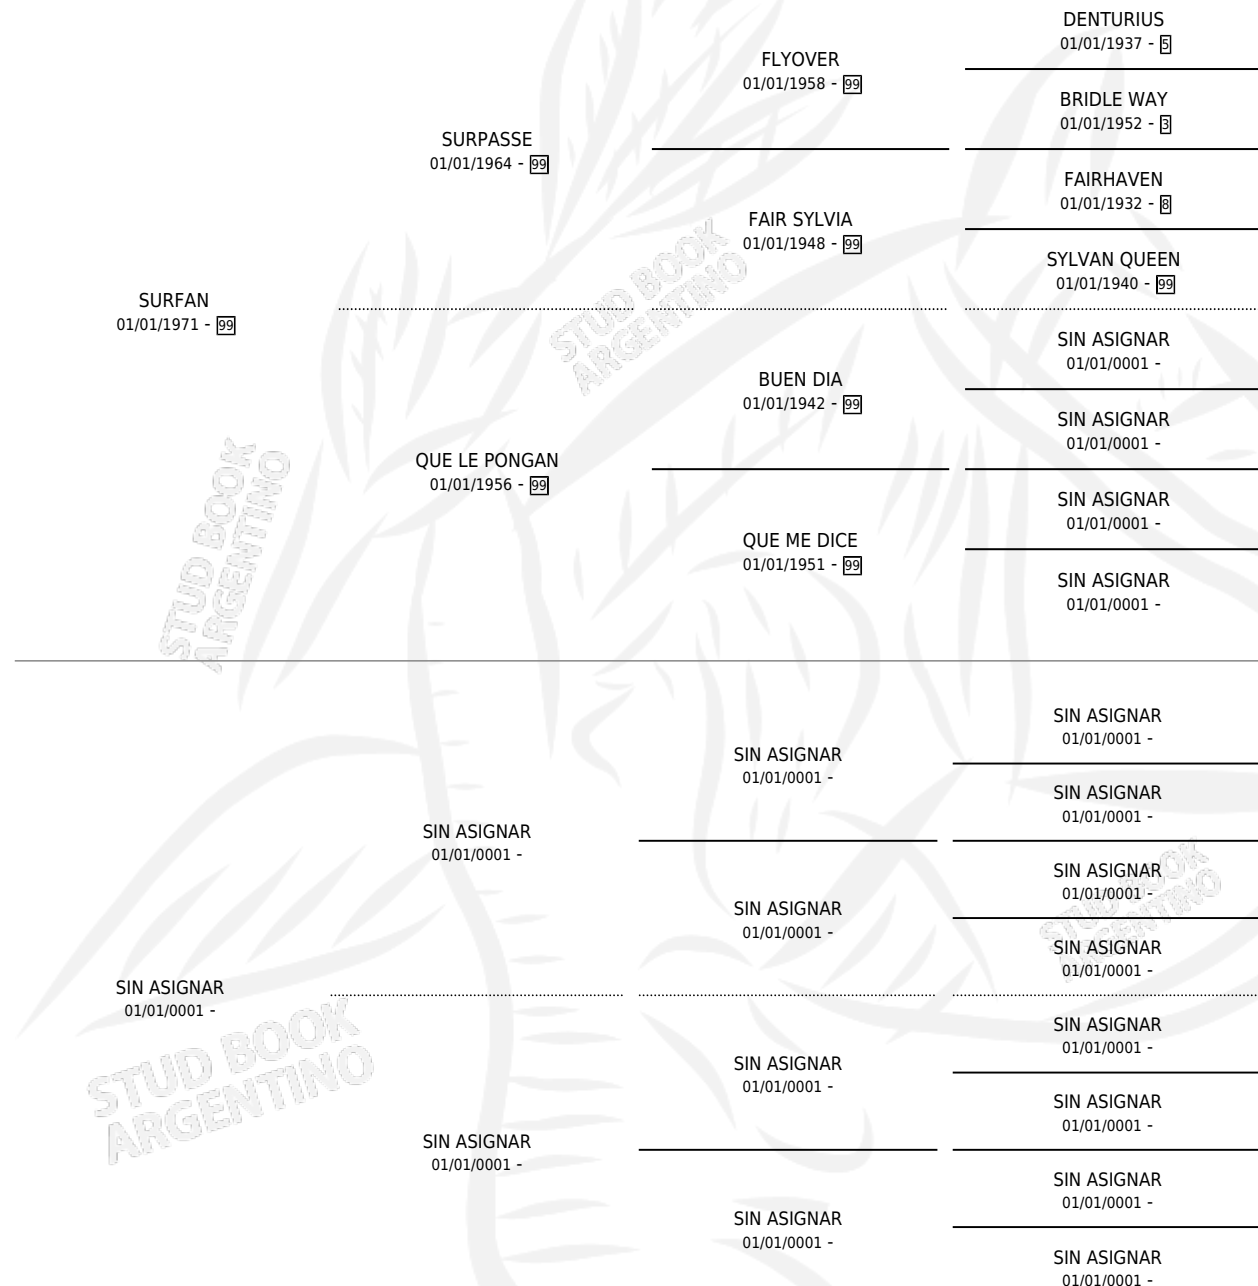 DENTURIUS
01/01/1937 - 5
FLYOVER
01/01/1958 - 99
BRIDLE WAY
01/01/1952 - 3
SURPASSE
01/01/1964 - 99
FAIRHAVEN
01/01/1932 - 8
FAIR SYLVIA
01/01/1948 - 99
SYLVAN QUEEN
01/01/1940 - 99
SURFAN
01/01/1971 - 99
STUD BOOK
ARGENTINO
SIN ASIGNAR
01/01/0001 -
BUEN DIA
01/01/1942 - 99
SIN ASIGNAR
01/01/0001 -
QUE LE PONGAN
01/01/1956 - 99
SIN ASIGNAR
01/01/0001 -
QUE ME DICE
01/01/1951 - 99
SIN ASIGNAR
01/01/0001 -
STUD BOOK
ARGENTINO
SIN ASIGNAR
01/01/0001 -
SIN ASIGNAR
01/01/0001 -
SIN ASIGNAR
01/01/0001 -
SIN ASIGNAR
01/01/0001 -
SIN ASIGNAR
01/01/0001 -
SIN ASIGNAR
01/01/0001 -
SIN ASIGNAR
01/01/0001 -
STUD BOOK
ARGENTINO
SIN ASIGNAR
01/01/0001 -
STUD BOOK
ARGENTINO
SIN ASIGNAR
01/01/0001 -
SIN ASIGNAR
01/01/0001 -
SIN ASIGNAR
01/01/0001 -
SIN ASIGNAR
01/01/0001 -
SIN ASIGNAR
01/01/0001 -
SIN ASIGNAR
01/01/0001 -
SIN ASIGNAR
01/01/0001 -